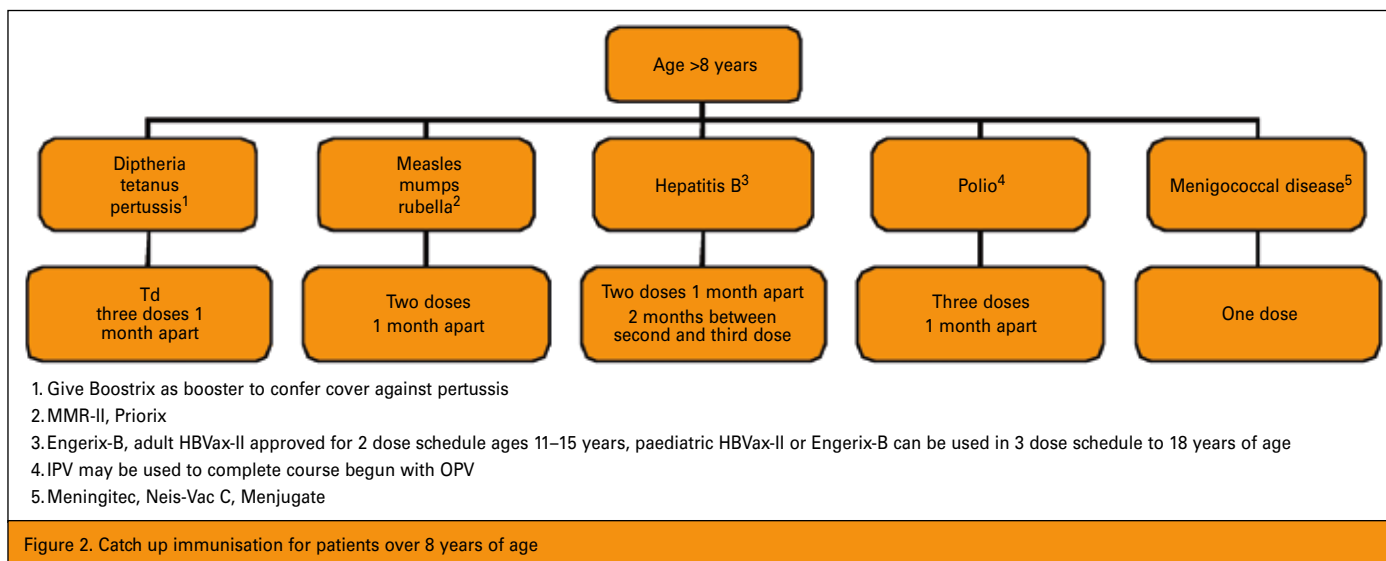 Age >8 years
Diptheria
tetanus
pertussis1
Measles
mumps
rubella2
Hepatitis B3
Polio4
Menigococcal disease5
Td
three doses 1
month apart
Two doses
1 month apart
Two doses 1 month apart
2 months between
second and third dose
Three doses
1 month apart
One dose
1. Give Boostrix as booster to confer cover against pertussis
2. MMR-II, Priorix
3. Engerix-B, adult HBVax-II approved for 2 dose schedule ages 11–15 years, paediatric HBVax-II or Engerix-B can be used in 3 dose schedule to 18 years of age
4. IPV may be used to complete course begun with OPV
5. Meningitec, Neis-Vac C, Menjugate
Figure 2. Catch up immunisation for patients over 8 years of age